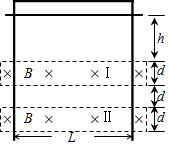 h
× B × × Ⅰ × d
d
× B × × Ⅱ × d
L